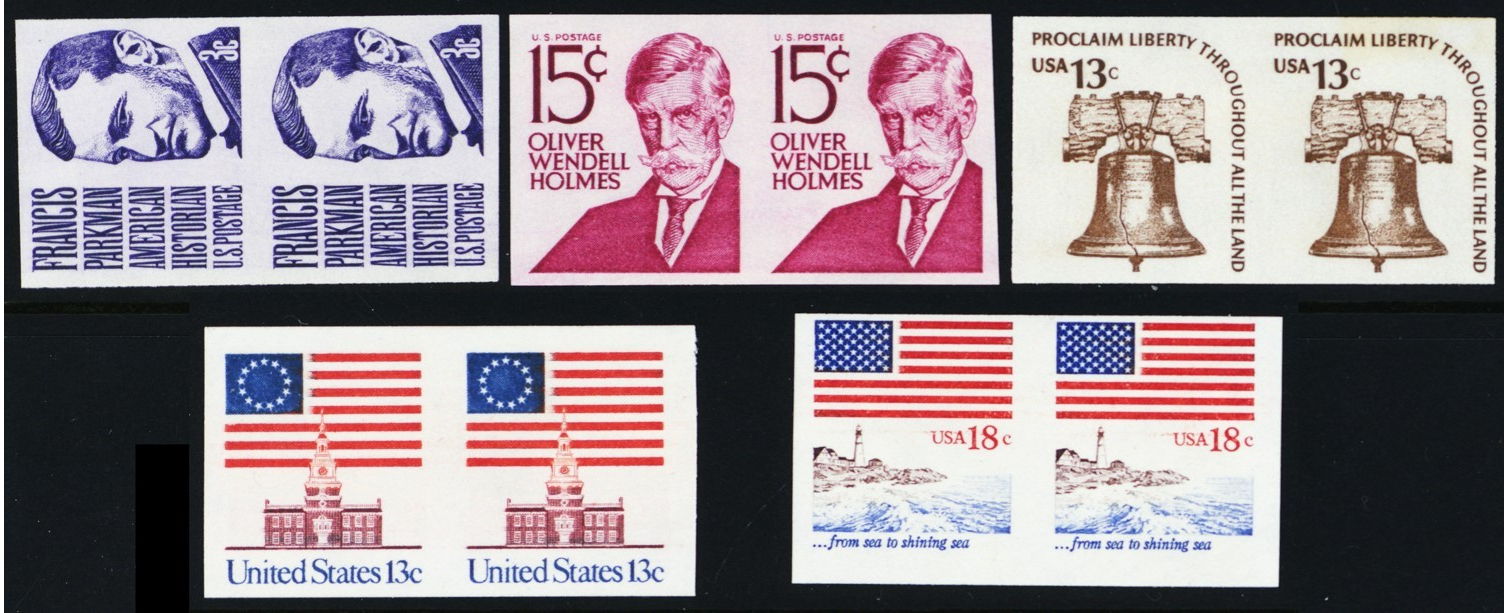 3c
FRANCIS
PARKMAN
AMERICAN
HISTORIAN
U.S. POSTAGE
3c
FRANCIS
PARKMAN
AMERICAN
HISTORIAN
U.S. POSTAGE
U.S. POSTAGE
15¢
OLIVER
WENDELL
HOLMES
U.S. POSTAGE
15¢
OLIVER
WENDELL
HOLMES
PROCLAIM LIBERTY THROUGHOUT ALL THE LAND
USA 13c
PROCLAIM LIBERTY THROUGHOUT ALL THE LAND
USA 13c
United States 13c
United States 13c
USA 18c
...from sea to shining sea
USA 18c
...from sea to shining sea